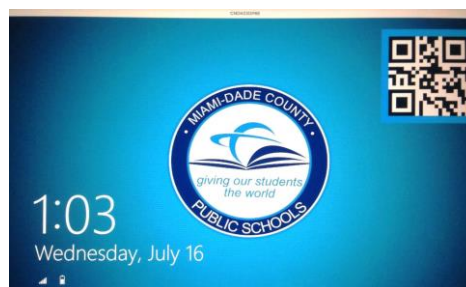 MIAMI-DADE COUNTY
giving our students
the world
PUBLIC SCHOOLS
1:03
Wednesday, July 16